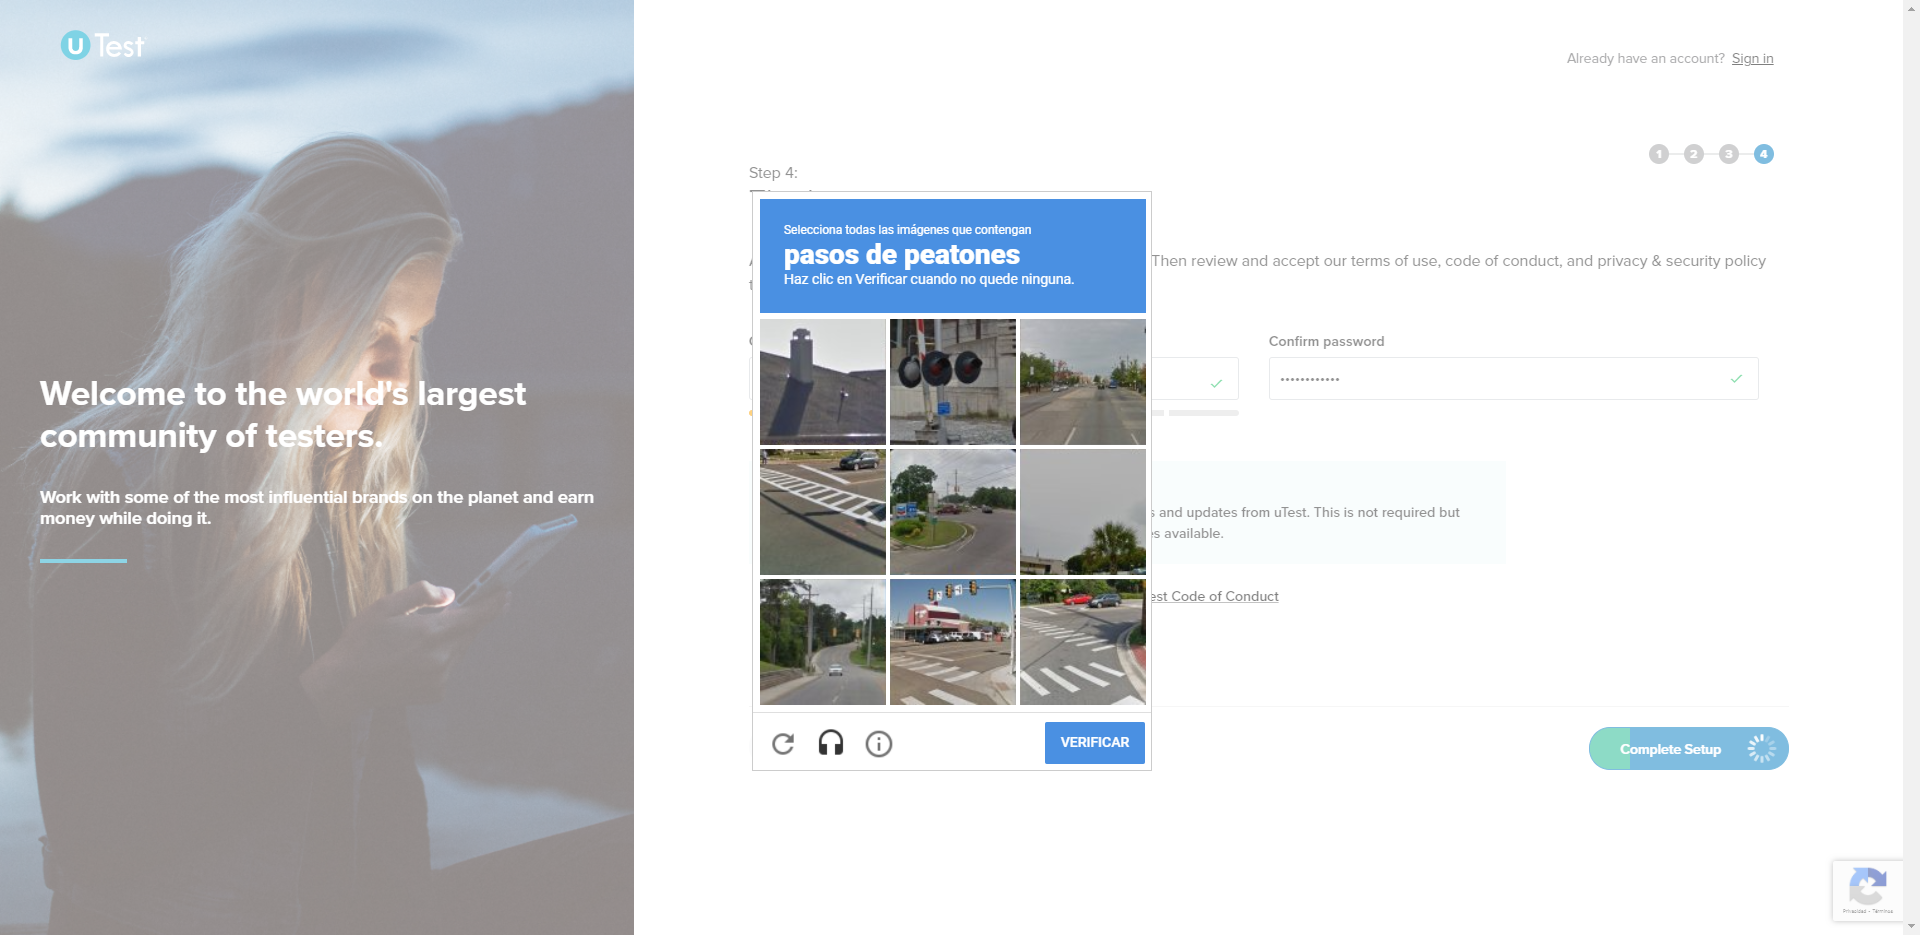 U Test
Already have an account? Sign in
1 2 3 4
Step 4:
Selecciona todas las imágenes que contengan
pasos de peatones
Haz clic en Verificar cuando no quede ninguna.
Then review and accept our terms of use, code of conduct, and privacy & security policy
Confirm password
••••••••••••
Welcome to the world's largest
community of testers.
Work with some of the most influential brands on the planet and earn
money while doing it.
and updates from uTest. This is not required but
available.
Code of Conduct
VERIFICAR
Complete Setup
Privacidad - Términos